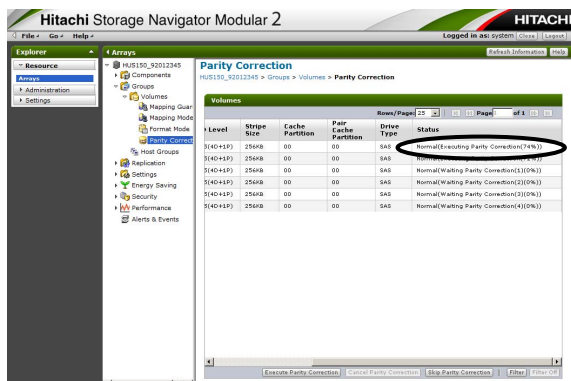 Hitachi Storage Navigator Modular 2
HITACHI
File Go Help
Logged in as: system Close Logout
Explorer
Arrays
Refresh Information Help
Resource
Arrays
Administration
Settings
HUS150_92012345
Components
Groups
Volumes
Mapping Guar
Mapping Mode
Format Mode
Parity Correct
Host Groups
Replication
Settings
Energy Saving
Security
Performance
Alerts & Events
Parity Correction
HUS150_92012345 > Groups > Volumes > Parity Correction
Volumes
Rows/Page: 25 Page of 1
Level Stripe Size Cache Partition Pair Cache Partition Drive Type Status
5(4D+1P) 256KB 00 00 SAS Normal(Executing Parity Correction(74%))
5(4D+1P) 256KB 00 00 SAS
5(4D+1P) 256KB 00 00 SAS Normal(Waiting Parity Correction(1)(0%))
5(4D+1P) 256KB 00 00 SAS Normal(Waiting Parity Correction(2)(0%))
5(4D+1P) 256KB 00 00 SAS Normal(Waiting Parity Correction(3)(0%))
5(4D+1P) 256KB 00 00 SAS Normal(Waiting Parity Correction(4)(0%))
Execute Parity Correction Cancel Parity Correction Skip Parity Correction | Filter Filter Off